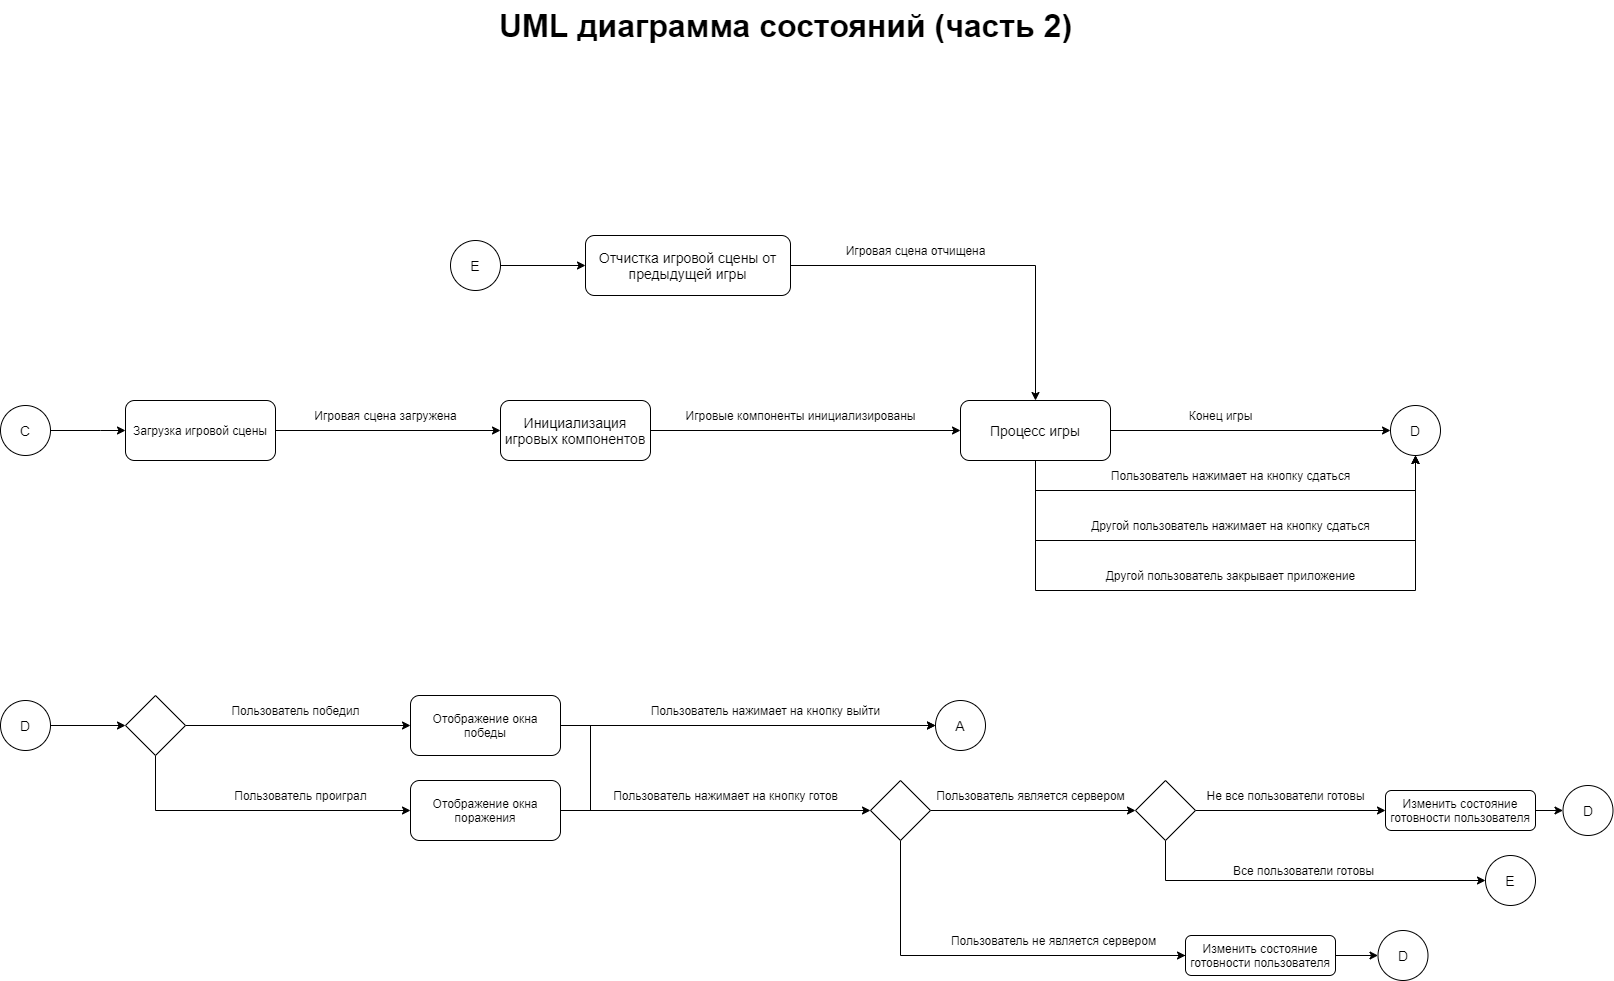 UML диаграмма состояний (часть 2)
E
Отчистка игровой сцены от
предыдущей игры
Игровая сцена отчищена
C
Загрузка игровой сцены
Игровая сцена загружена
Инициализация
игровых компонентов
Игровые компоненты инициализированы
Процесс игры
Конец игры
D
Пользователь нажимает на кнопку сдаться
Другой пользователь нажимает на кнопку сдаться
Другой пользователь закрывает приложение
D
Пользователь победил
Отображение окна
победы
Пользователь нажимает на кнопку выйти
A
Пользователь проиграл
Отображение окна
поражения
Пользователь нажимает на кнопку готов
Пользователь является сервером
Не все пользователи готовы
Изменить состояние
готовности пользователя
D
Все пользователи готовы
E
Пользователь не является сервером
Изменить состояние
готовности пользователя
D